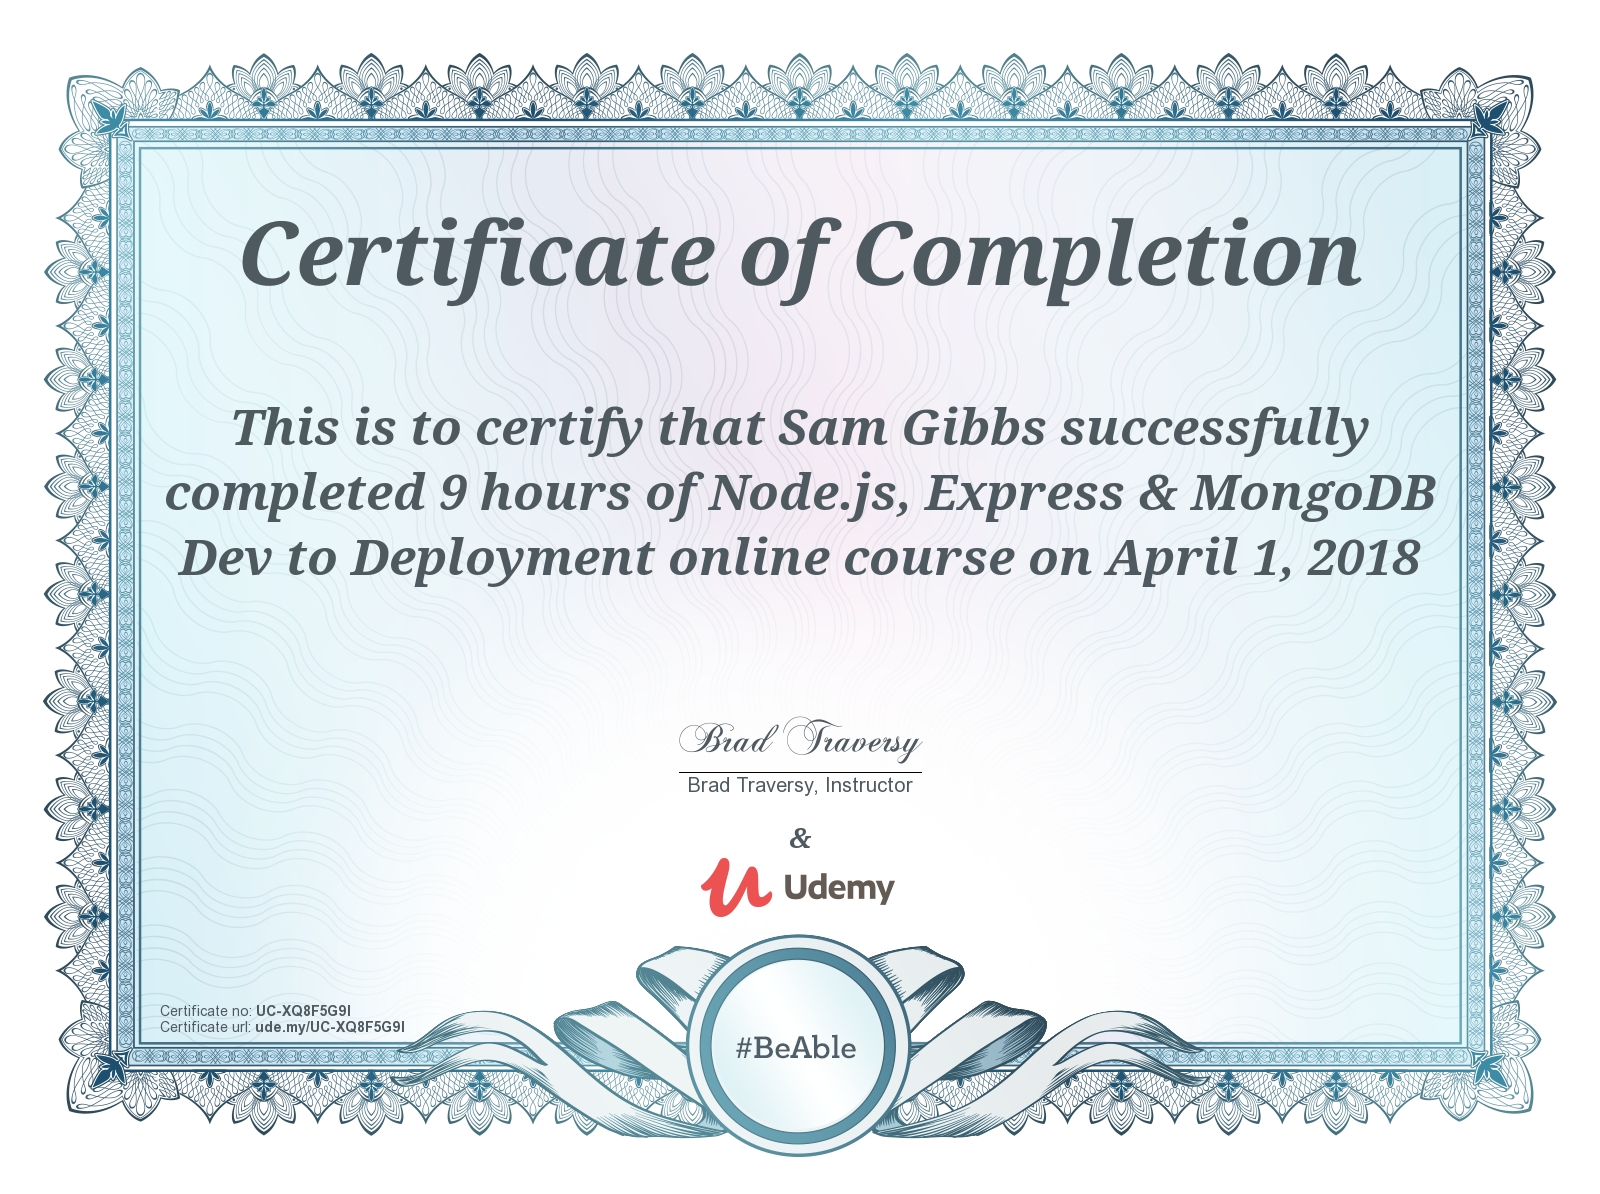 Certificate of Completion
This is to certify that Sam Gibbs successfully
completed 9 hours of Node.js, Express & MongoDB
Dev to Deployment online course on April 1, 2018
Brad Traversy
Brad Traversy, Instructor
&
Udemy
Certificate no: UC-XQ8F5G9I
Certificate url: ude.my/UC-XQ8F5G9I
#BeAble